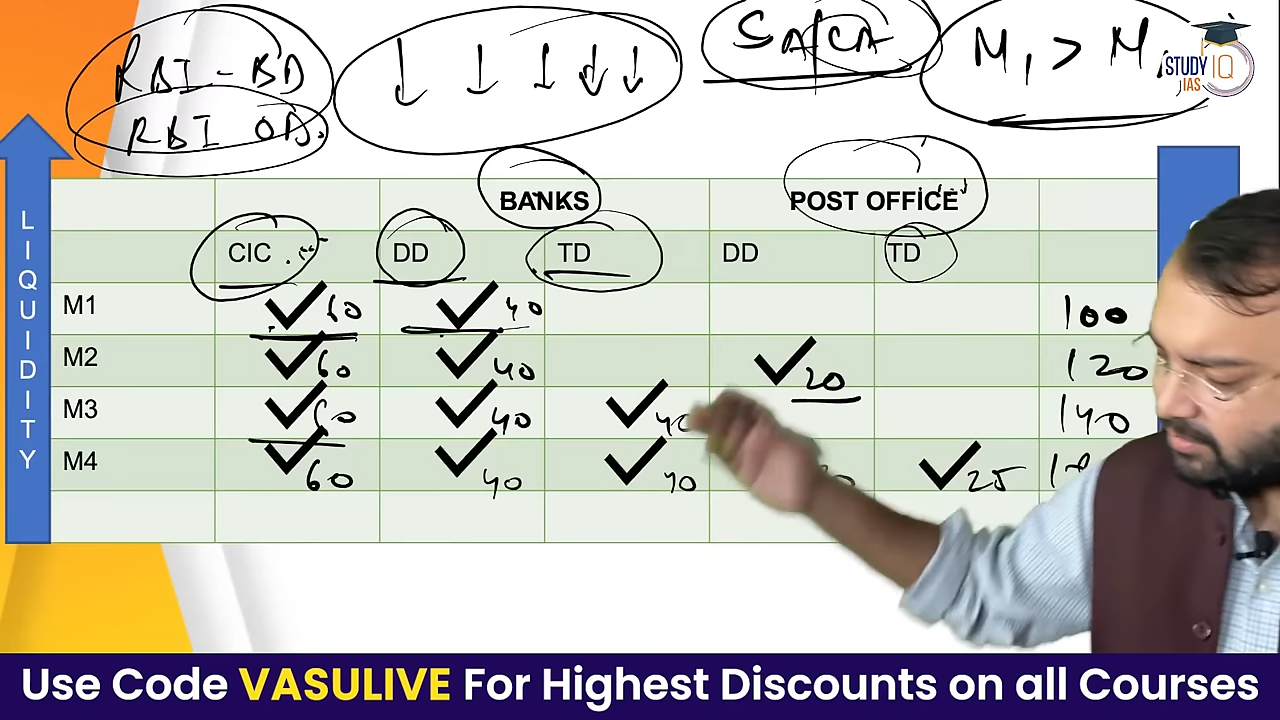 RBI - BD
RBI OD.
SA/CA
M1 > M
STUDY IQ
IAS
LIQUIDITY
BANKS
POST OFFICE
CIC
DD
TD
DD
TD
M1 60 40 100
M2 60 40 20 120
M3 60 40 40 140
M4 60 40 40 25
Use Code VASULIVE For Highest Discounts on all Courses